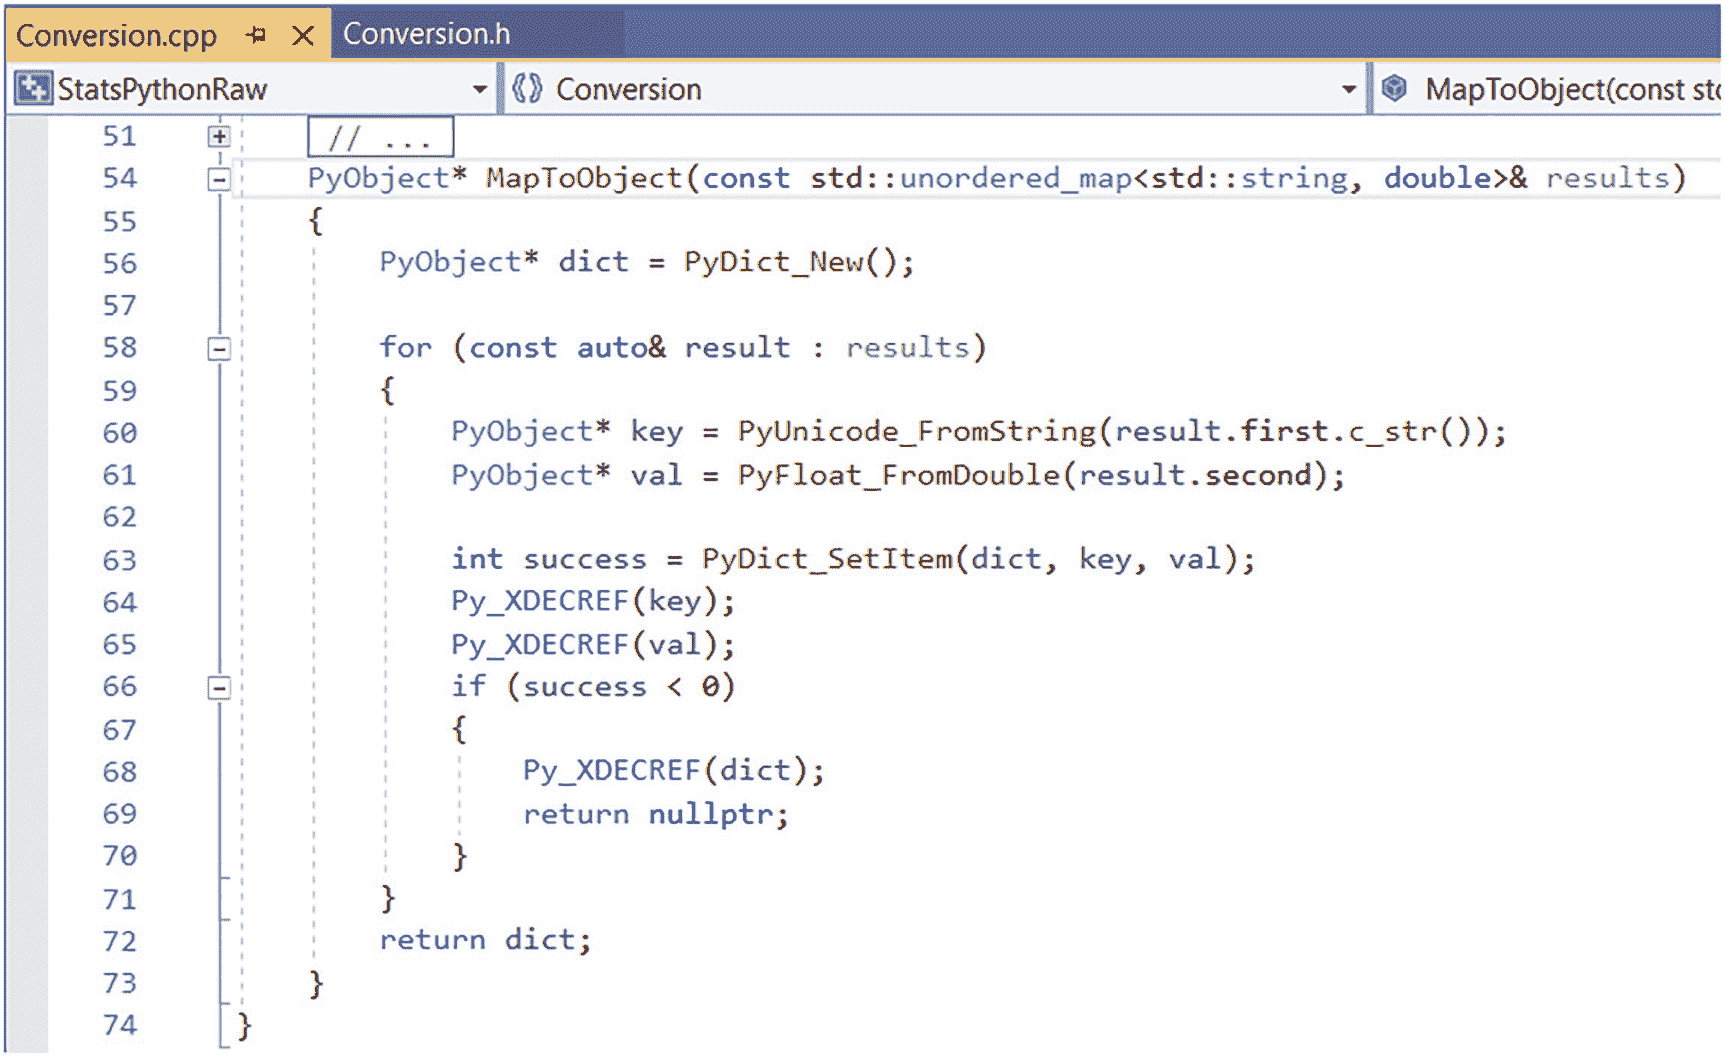 Conversion.cpp Conversion.h
StatsPythonRaw {} Conversion MapToObject(const std
51 // ...
54 PyObject* MapToObject(const std::unordered_map<std::string, double>& results)
55 {
56 PyObject* dict = PyDict_New();
57
58 for (const auto& result : results)
59 {
60 PyObject* key = PyUnicode_FromString(result.first.c_str());
61 PyObject* val = PyFloat_FromDouble(result.second);
62
63 int success = PyDict_SetItem(dict, key, val);
64 Py_XDECREF(key);
65 Py_XDECREF(val);
66 if (success < 0)
67 {
68 Py_XDECREF(dict);
69 return nullptr;
70 }
71 }
72 return dict;
73 }
74 }